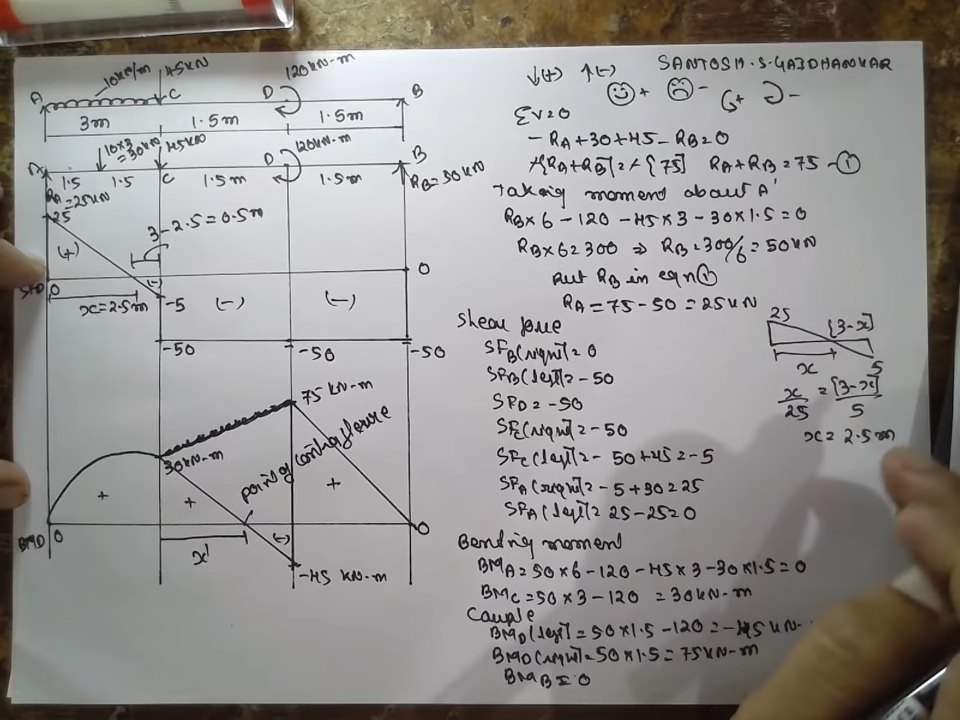 10kN/m 45kN 120kN-m
A C D B
3m 1.5m 1.5m
10×3=30kN 45kN 120kN-m
A C D B
1.5 1.5 1.5m 1.5m
RA=25kN RB=50kN
25
3-2.5=0.5m
(+)
0
SFD 0 (-)
x=2.5m -5 (-) (-)
-50 -50 -50
75 kN-m
30kN-m
+ + +
BMD 0 0
x' (-)
-45 kN-m
↓(+) ↑(-) SANTOSH.S.GAIDHANKAR
+ - + -
ΣV=0
-RA+30+45-RB=0
-{RA+RB}=-{75} RA+RB=75-①
Taking moment about 'A'
RB×6-120-45×3-30×1.5=0
RB×6=300 ⇒ RB=300/6=50kN
Put RB in eqn①
RA=75-50=25kN
Shear force
SFB(right)=0
SFB(left)=-50
SFD=-50
SFC(right)=-50
SFC(left)=-50+45=-5
SFA(right)=-5+30=25
SFA(left)=25-25=0
25 [3-x]
x 5
x/25=[3-x]/5
x=2.5m
Bending moment
BMA=50×6-120-45×3-30×1.5=0
BMC=50×3-120=30kN-m
Couple
BMD(left)=50×1.5-120=-45kN-
BMD(right)=50×1.5=75kN-m
BMB=0